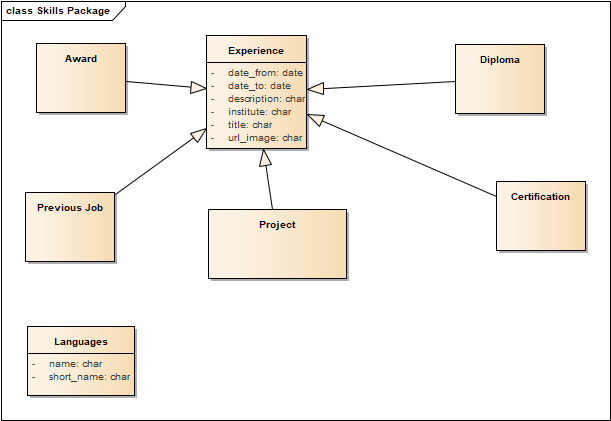 class Skills Package
Award
Experience
- date_from: date
- date_to: date
- description: char
- institute: char
- title: char
- url_image: char
Diploma
Previous Job
Project
Certification
Languages
- name: char
- short_name: char